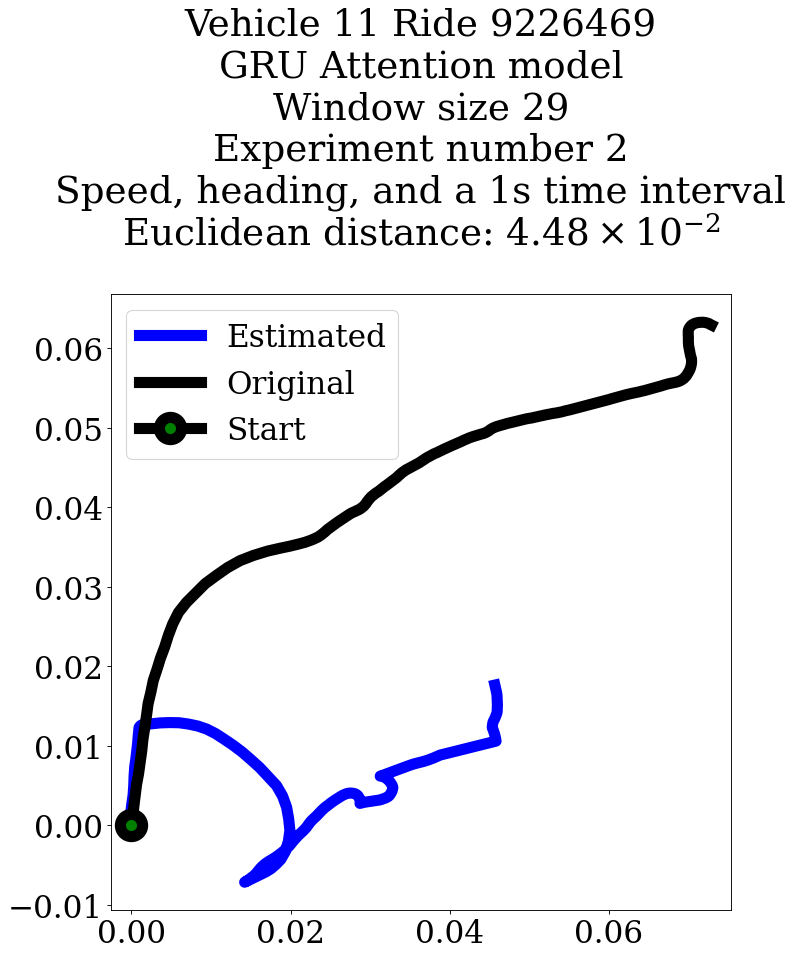 Vehicle 11 Ride 9226469
GRU Attention model
Window size 29
Experiment number 2
Speed, heading, and a 1s time interval
Euclidean distance: 4.48 × 10⁻²
Estimated
Original
Start
0.06
0.05
0.04
0.03
0.02
0.01
0.00
−0.01
0.00 0.02 0.04 0.06